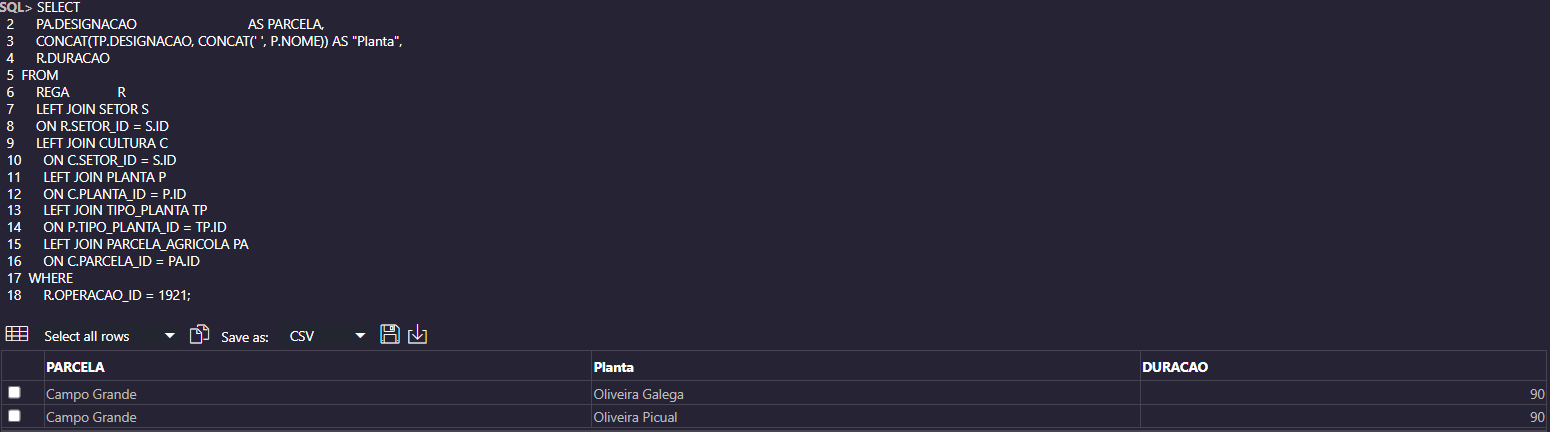 SQL> SELECT
2 PA.DESIGNACAO AS PARCELA,
3 CONCAT(TP.DESIGNACAO, CONCAT(' ', P.NOME)) AS "Planta",
4 R.DURACAO
5 FROM
6 REGA R
7 LEFT JOIN SETOR S
8 ON R.SETOR_ID = S.ID
9 LEFT JOIN CULTURA C
10 ON C.SETOR_ID = S.ID
11 LEFT JOIN PLANTA P
12 ON C.PLANTA_ID = P.ID
13 LEFT JOIN TIPO_PLANTA TP
14 ON P.TIPO_PLANTA_ID = TP.ID
15 LEFT JOIN PARCELA_AGRICOLA PA
16 ON C.PARCELA_ID = PA.ID
17 WHERE
18 R.OPERACAO_ID = 1921;
Select all rows Save as: CSV
PARCELA Planta DURACAO
Campo Grande Oliveira Galega 90
Campo Grande Oliveira Picual 90